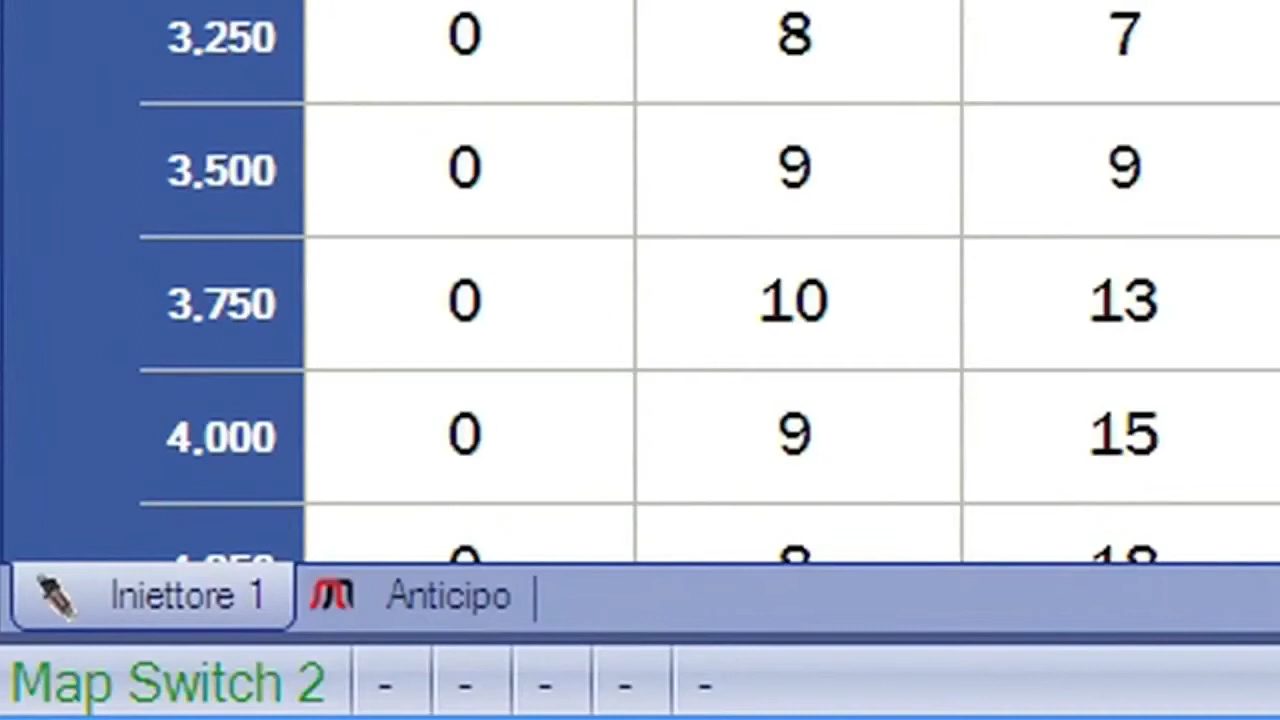 3.250 0 8 7
3.500 0 9 9
3.750 0 10 13
4.000 0 9 15
Iniettore 1 Anticipo
Map Switch 2 - - - - -